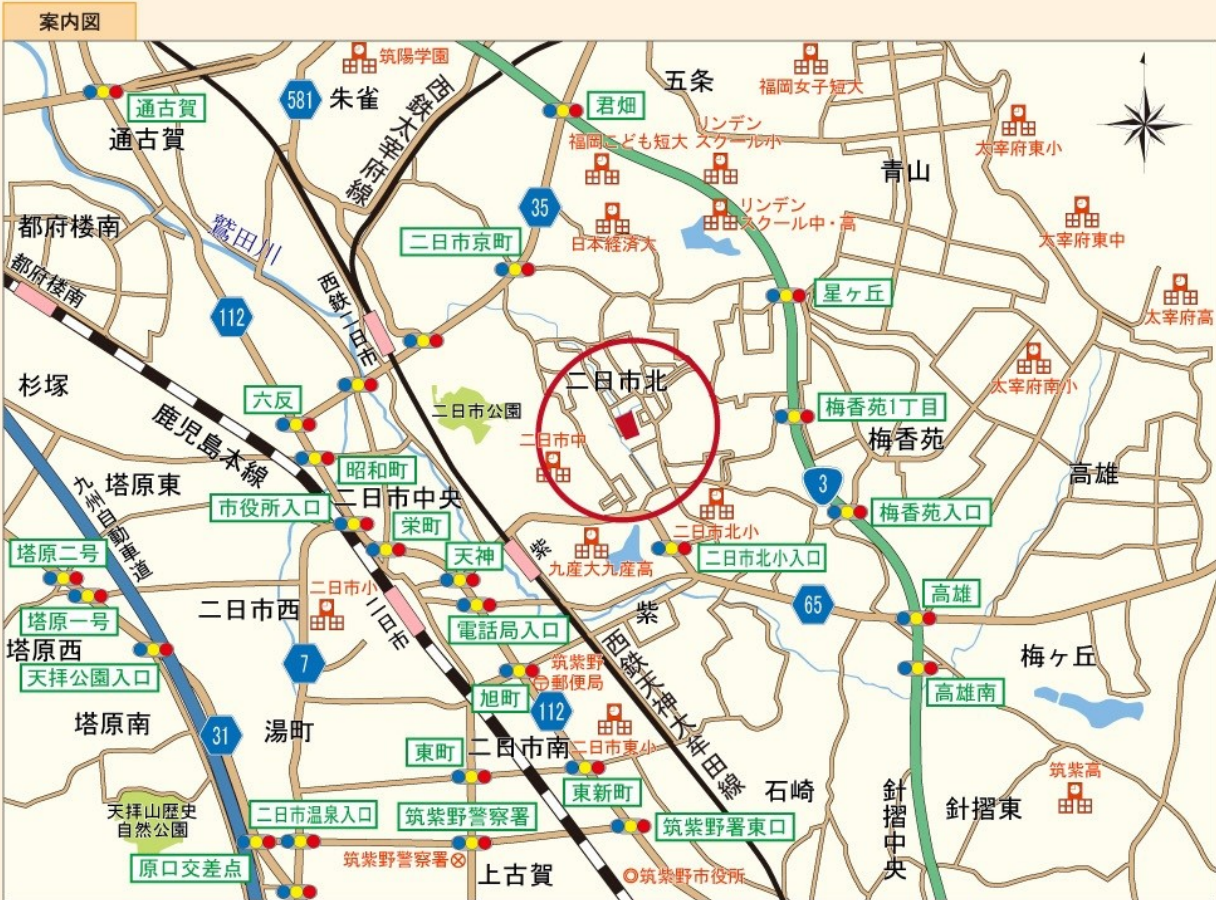 案内図
筑陽学園
581
朱雀
西鉄太宰府線
五条
福岡女子短大
通古賀
通古賀
君畑
福岡こども短大
リンデン
スクール小
太宰府東小
青山
35
リンデン
スクール中・高
日本経済大
太宰府東中
都府楼南
鷺田川
二日市京町
都府楼南
西鉄二日市
112
星ヶ丘
太宰府高
太宰府南小
杉塚
六反
二日市北
二日市公園
梅香苑1丁目
梅香苑
鹿児島本線
二日市中
昭和町
高雄
九州自動車道
塔原東
市役所入口
二日市中央
3
梅香苑入口
栄町
二日市北小
塔原二号
天神
紫
九産大九産高
二日市北小入口
二日市小
二日市西
二日市
65
高雄
塔原一号
電話局入口
紫
塔原西
天拝公園入口
7
西鉄天神大牟田線
筑紫野
〒郵便局
梅ヶ丘
高雄南
旭町
112
塔原南
31
湯町
東町
二日市南
二日市東小
筑紫高
東新町
石崎
針摺中央
針摺東
天拝山歴史
自然公園
二日市温泉入口
筑紫野警察署
筑紫野署東口
原口交差点
筑紫野警察署
上古賀
筑紫野市役所